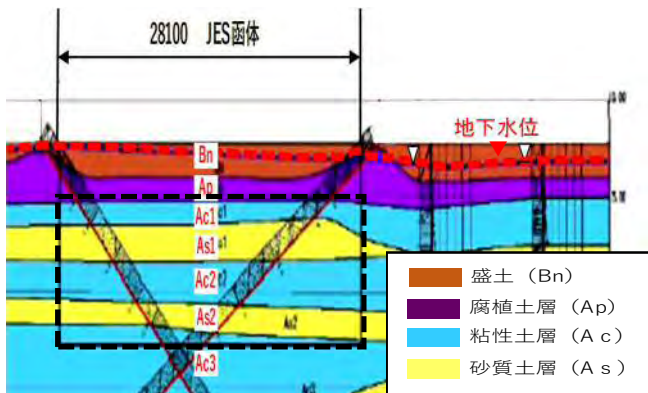 28100 JES函体
地下水位
Bn
Ap
Ac1
As1
Ac2
As2
As2
Ac3
盛土（Bn）
腐植土層（Ap）
粘性土層（Ac）
砂質土層（As）